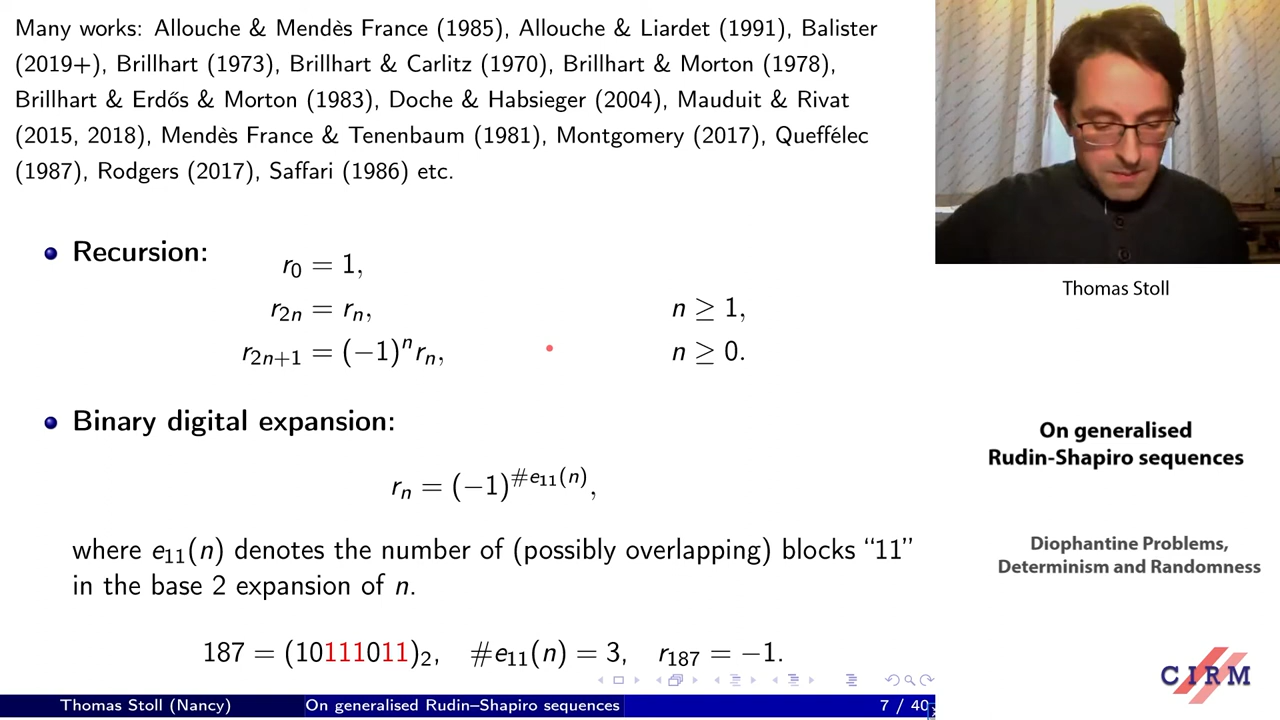 Many works: Allouche & Mendès France (1985), Allouche & Liardet (1991), Balister
(2019+), Brillhart (1973), Brillhart & Carlitz (1970), Brillhart & Morton (1978),
Brillhart & Erdős & Morton (1983), Doche & Habsieger (2004), Mauduit & Rivat
(2015, 2018), Mendès France & Tenenbaum (1981), Montgomery (2017), Queffélec
(1987), Rodgers (2017), Saffari (1986) etc.
Recursion:
r₀ = 1,
r₂ₙ = rₙ, n ≥ 1,
r₂ₙ₊₁ = (−1)ⁿrₙ, n ≥ 0.
Binary digital expansion:
rₙ = (−1)^{#e₁₁(n)},
where e₁₁(n) denotes the number of (possibly overlapping) blocks “11”
in the base 2 expansion of n.
187 = (10111011)₂, #e₁₁(n) = 3, r₁₈₇ = −1.
Thomas Stoll (Nancy) On generalised Rudin–Shapiro sequences 7 / 40
Thomas Stoll
On generalised
Rudin-Shapiro sequences
Diophantine Problems,
Determinism and Randomness
CIRM